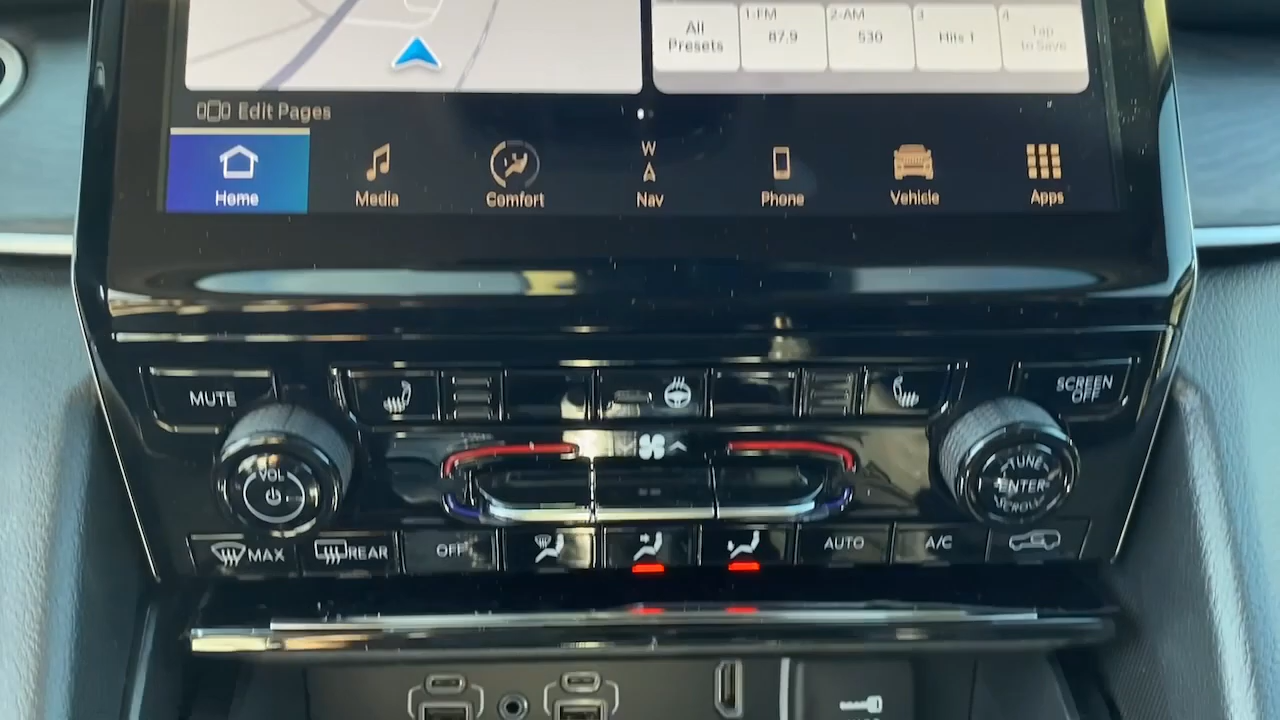 All
Presets
1-FM
87.9
2-AM
530
3
Hits 1
4
Tap
to Save
Edit Pages
Home
Media
Comfort
W
Nav
Phone
Vehicle
Apps
MUTE
SCREEN
OFF
VOL
TUNE
ENTER
SCROLL
MAX
REAR
OFF
AUTO
A/C